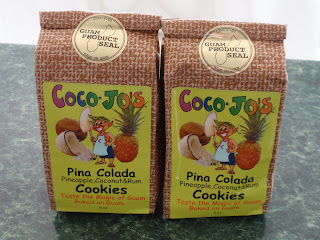 GUAM
PRODUCT
SEAL
COCO-JO'S
Pina Colada
Pineapple,Coconut&Rum
Cookies
Taste the Magic of Guam
Baked on Guam
GUAM
PRODUCT
SEAL
COCO-JO'S
Pina Colada
Pineapple,Coconut&Rum
Cookies
Taste the Magic of Guam
Baked on Guam